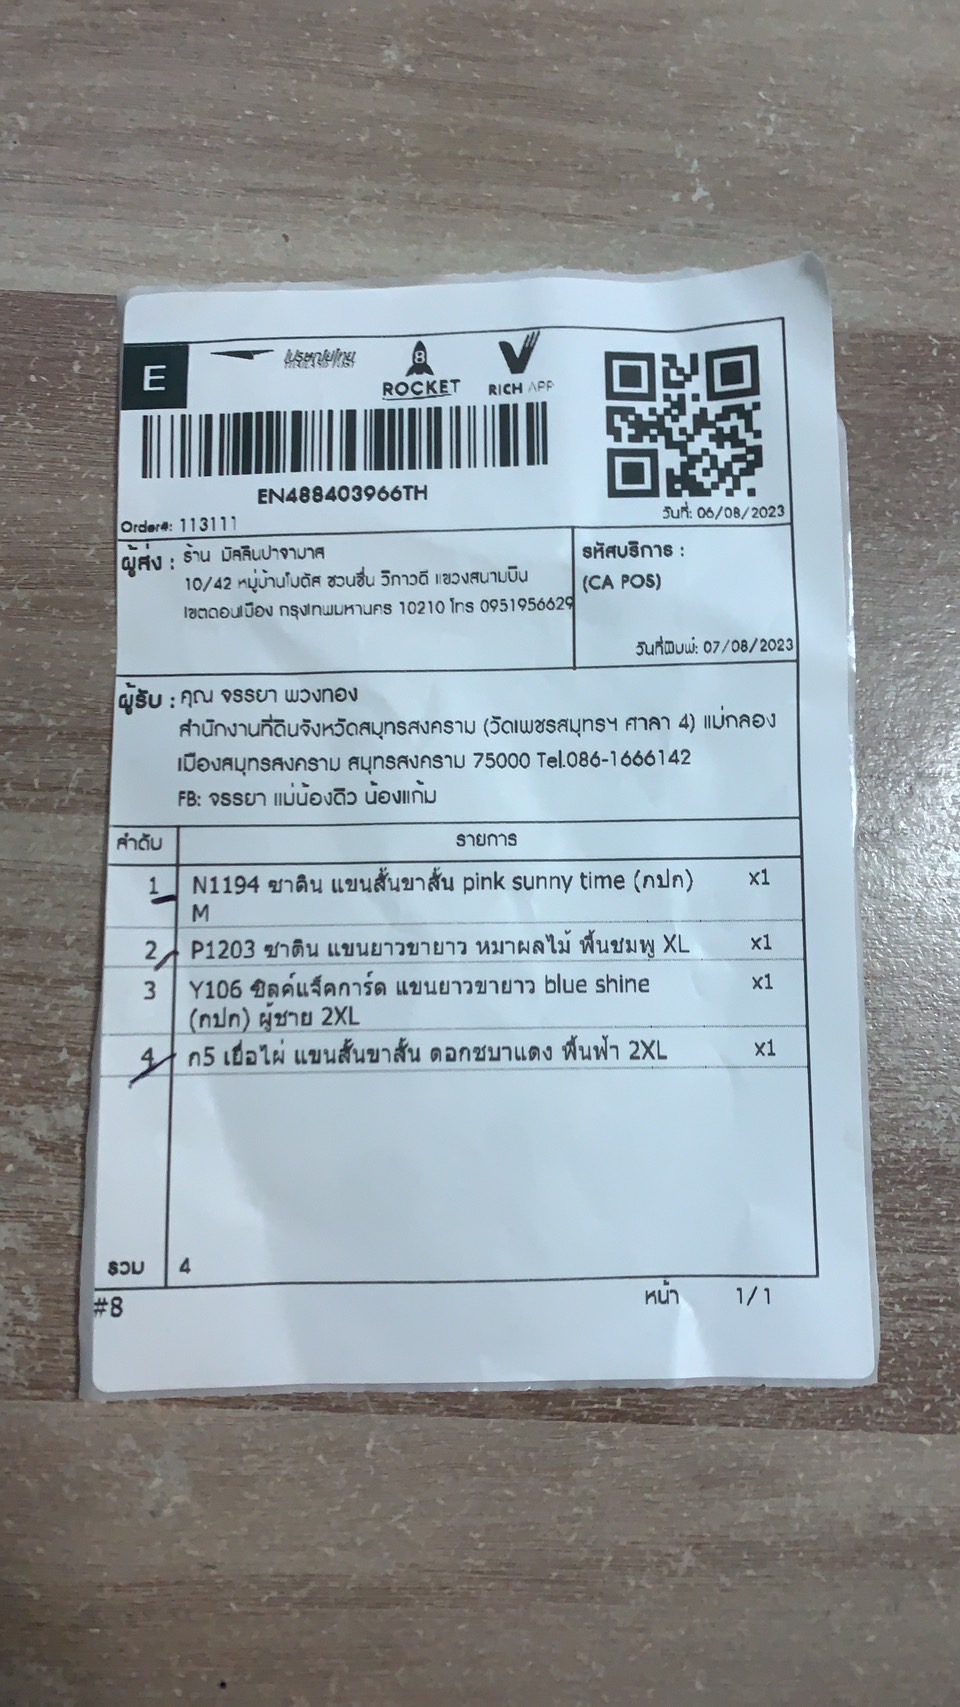 E
ไปรษณีย์ไทย
THAILAND POST
8
ROCKET
RICH APP
EN488403966TH
วันที่: 06/08/2023
Order#: 113111
ผู้ส่ง : ร้าน มัสลินปาจามาส
10/42 หมู่บ้านโบตัส ชวนชื่น วิภาวดี แขวงสนามบิน
เขตดอนเมือง กรุงเทพมหานคร 10210 โทร 0951956629
รหัสบริการ :
(CA POS)
วันที่พิมพ์: 07/08/2023
ผู้รับ : คุณ จรรยา พวงทอง
สำนักงานที่ดินจังหวัดสมุทรสงคราม (วัดเพชรสมุทรฯ ศาลา 4) แม่กลอง
เมืองสมุทรสงคราม สมุทรสงคราม 75000 Tel.086-1666142
FB: จรรยา แม่น้องดิว น้องแก้ม
ลำดับ รายการ
1 N1194 ซาติน แขนสั้นขาสั้น pink sunny time (กปก) x1
M
2 P1203 ซาติน แขนยาวขายาว หมาผลไม้ พื้นชมพู XL x1
3 Y106 ซิลค์แจ็คการ์ด แขนยาวขายาว blue shine x1
(กปก) ผู้ชาย 2XL
4 ก5 เยื่อไผ่ แขนสั้นขาสั้น ดอกชบาแดง พื้นฟ้า 2XL x1
รวม 4
#8 หน้า 1/1